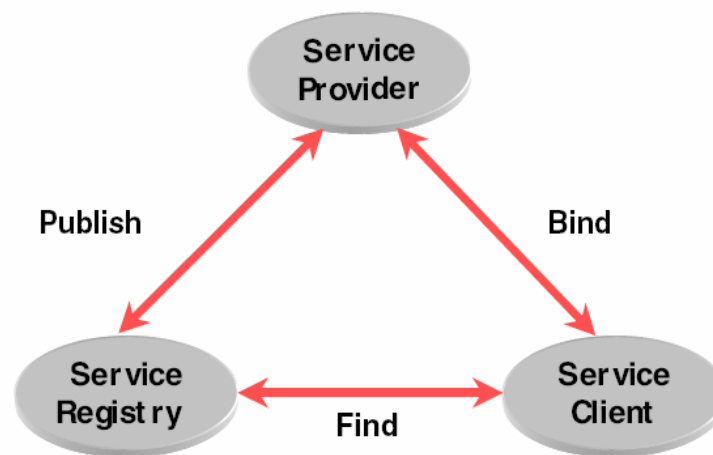 Service
Provider
Publish
Bind
Service
Registry
Find
Service
Client